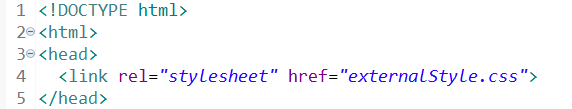 1 <!DOCTYPE html>
2 <html>
3 <head>
4 <link rel="stylesheet" href="externalStyle.css">
5 </head>